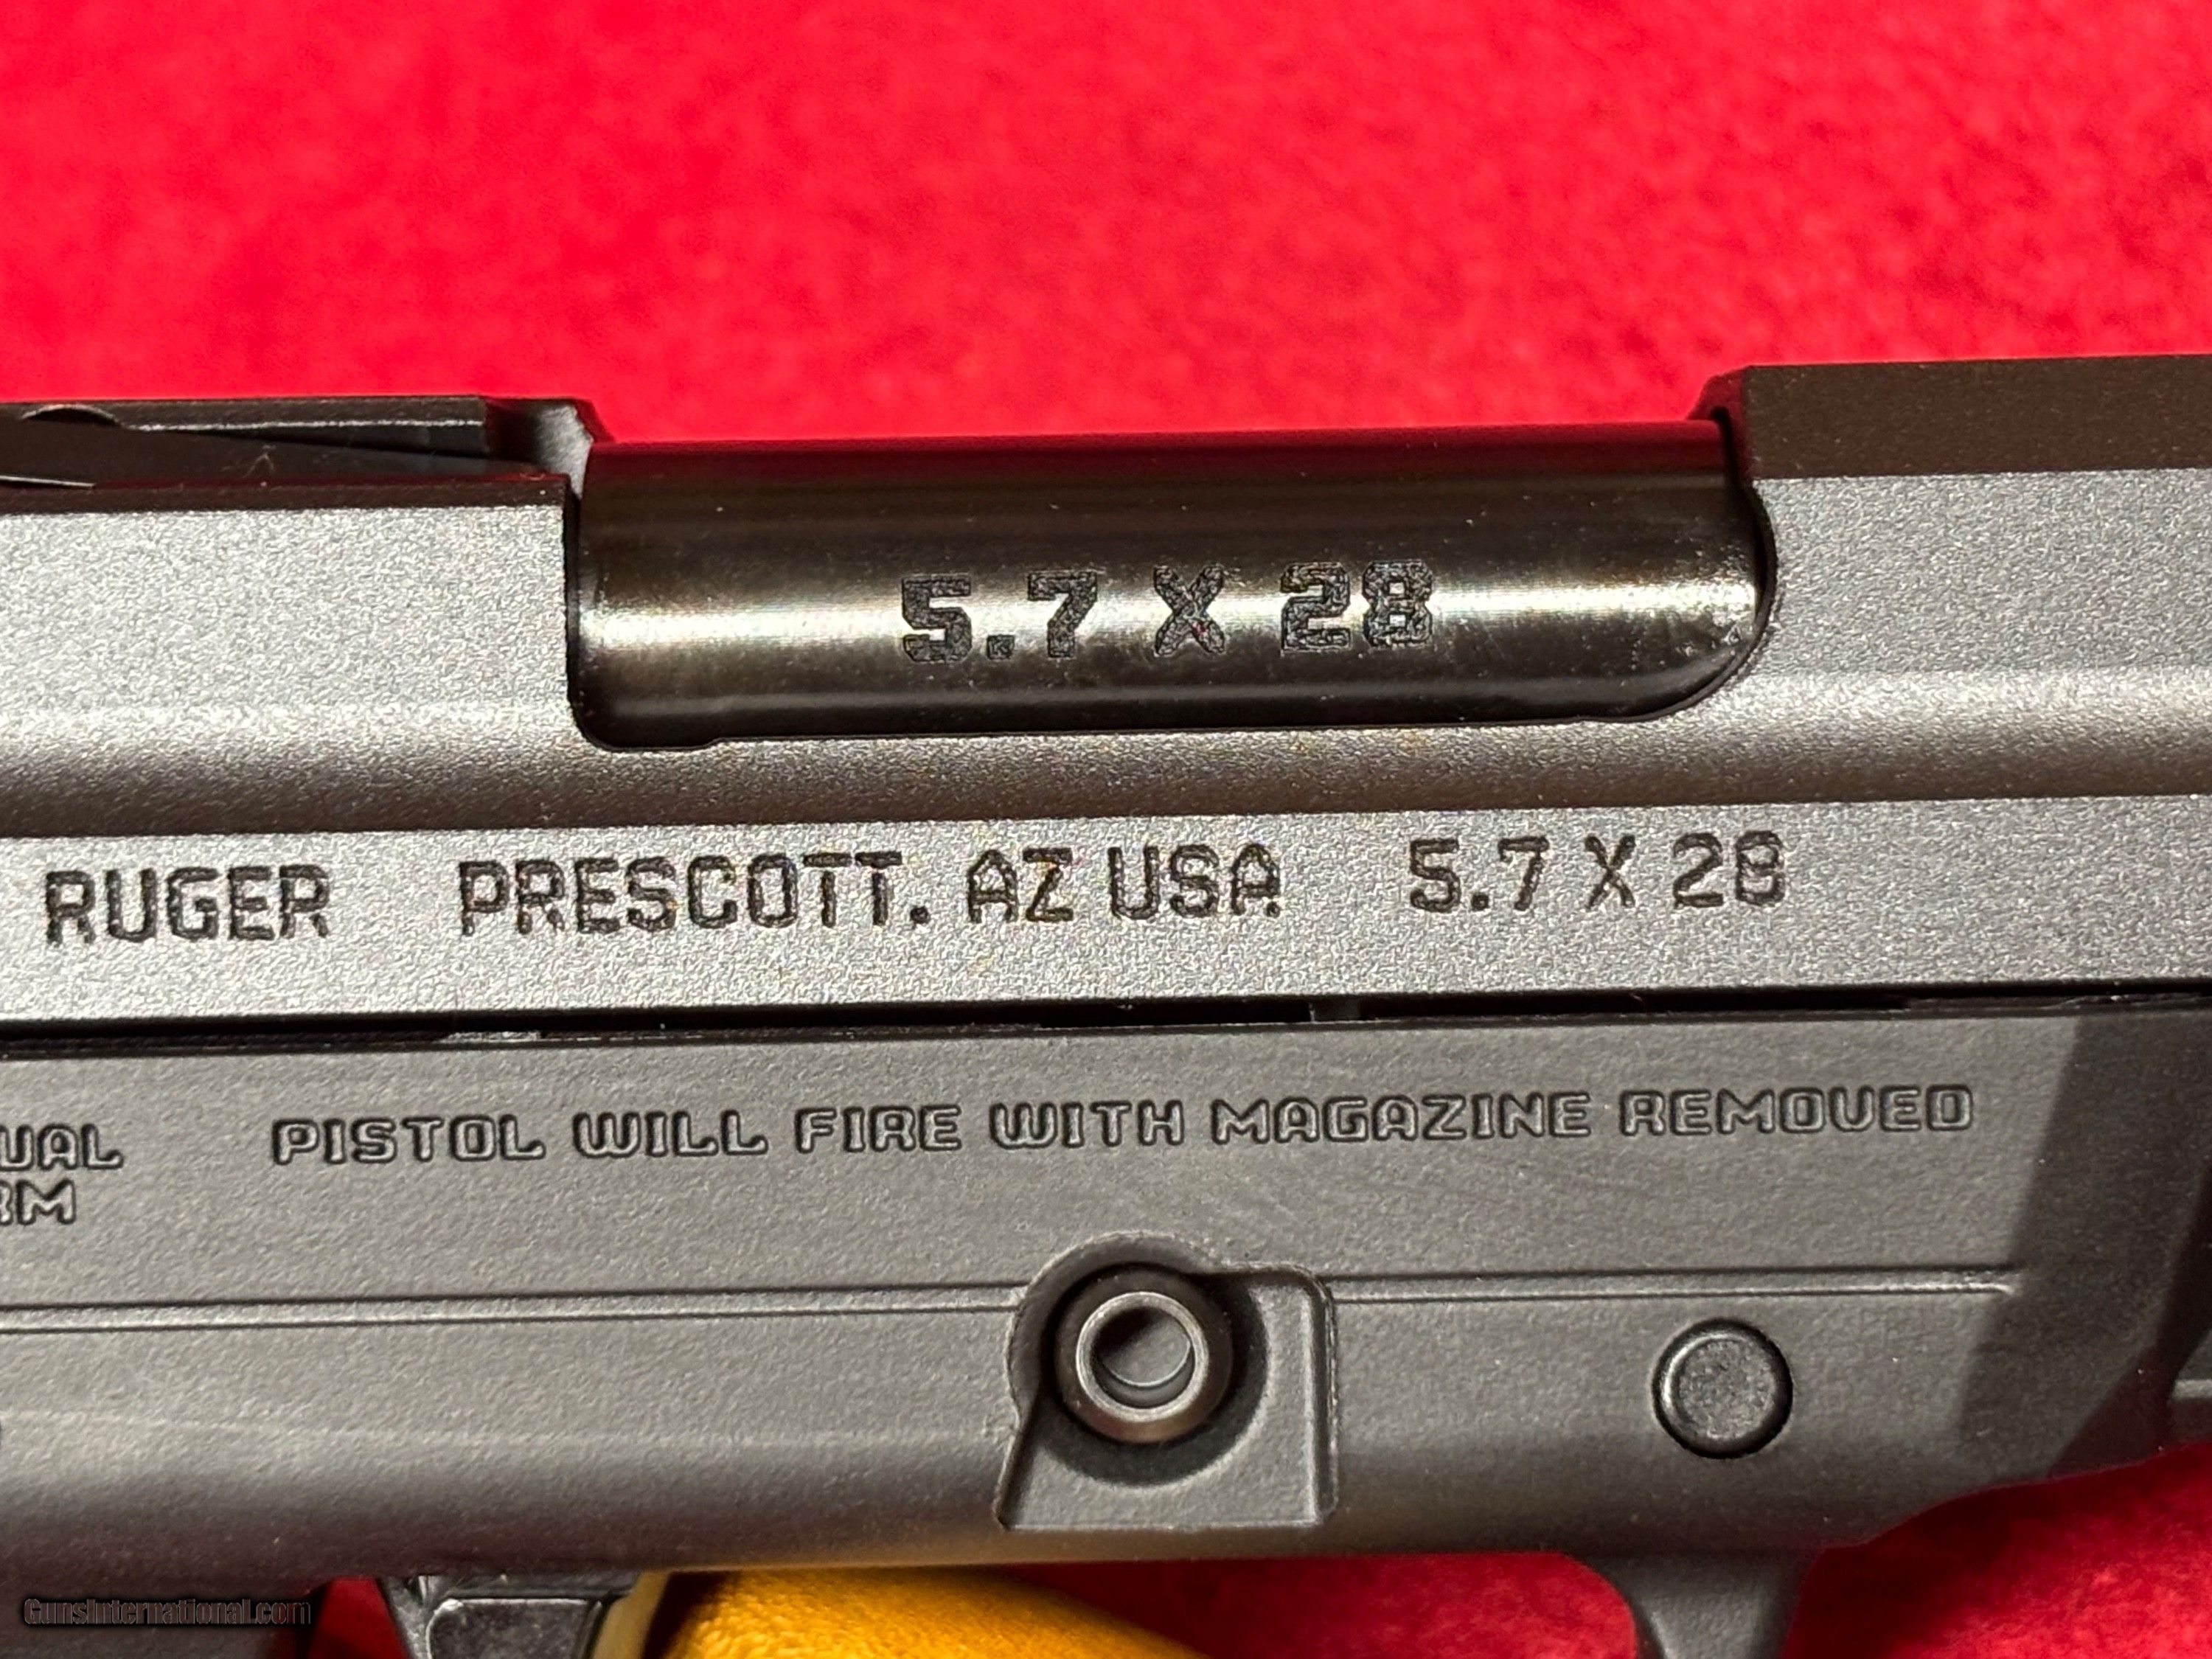 5.7 X 28
RUGER PRESCOTT, AZ USA 5.7 X 28
PISTOL WILL FIRE WITH MAGAZINE REMOVED
GunsInternational.com